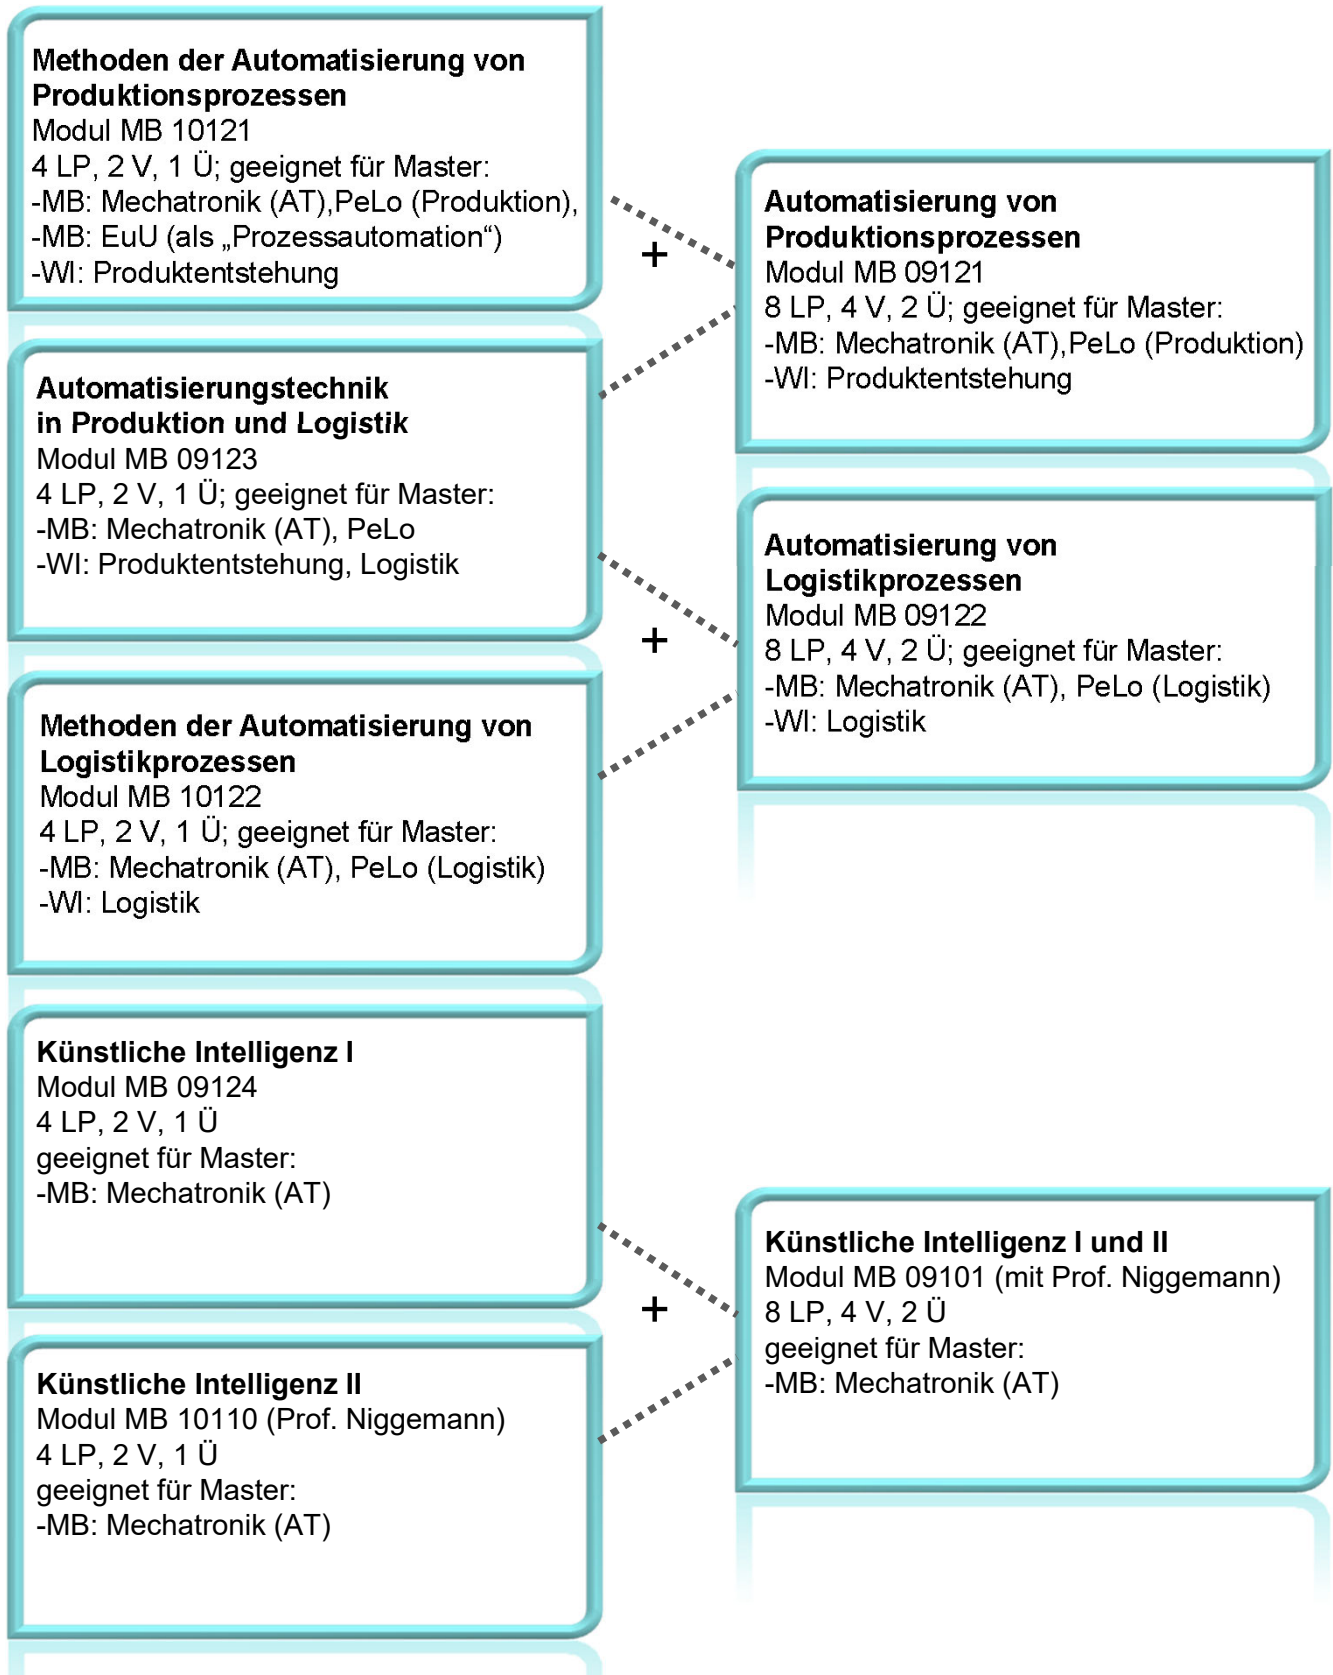 Methoden der Automatisierung von
Produktionsprozessen
Modul MB 10121
4 LP, 2 V, 1 Ü; geeignet für Master:
-MB: Mechatronik (AT),PeLo (Produktion),
-MB: EuU (als „Prozessautomation“)
-WI: Produktentstehung
+
Automatisierung von
Produktionsprozessen
Modul MB 09121
8 LP, 4 V, 2 Ü; geeignet für Master:
-MB: Mechatronik (AT),PeLo (Produktion)
-WI: Produktentstehung
Automatisierungstechnik
in Produktion und Logistik
Modul MB 09123
4 LP, 2 V, 1 Ü; geeignet für Master:
-MB: Mechatronik (AT), PeLo
-WI: Produktentstehung, Logistik
+
Automatisierung von
Logistikprozessen
Modul MB 09122
8 LP, 4 V, 2 Ü; geeignet für Master:
-MB: Mechatronik (AT), PeLo (Logistik)
-WI: Logistik
Methoden der Automatisierung von
Logistikprozessen
Modul MB 10122
4 LP, 2 V, 1 Ü; geeignet für Master:
-MB: Mechatronik (AT), PeLo (Logistik)
-WI: Logistik
Künstliche Intelligenz I
Modul MB 09124
4 LP, 2 V, 1 Ü
geeignet für Master:
-MB: Mechatronik (AT)
+
Künstliche Intelligenz I und II
Modul MB 09101 (mit Prof. Niggemann)
8 LP, 4 V, 2 Ü
geeignet für Master:
-MB: Mechatronik (AT)
Künstliche Intelligenz II
Modul MB 10110 (Prof. Niggemann)
4 LP, 2 V, 1 Ü
geeignet für Master:
-MB: Mechatronik (AT)